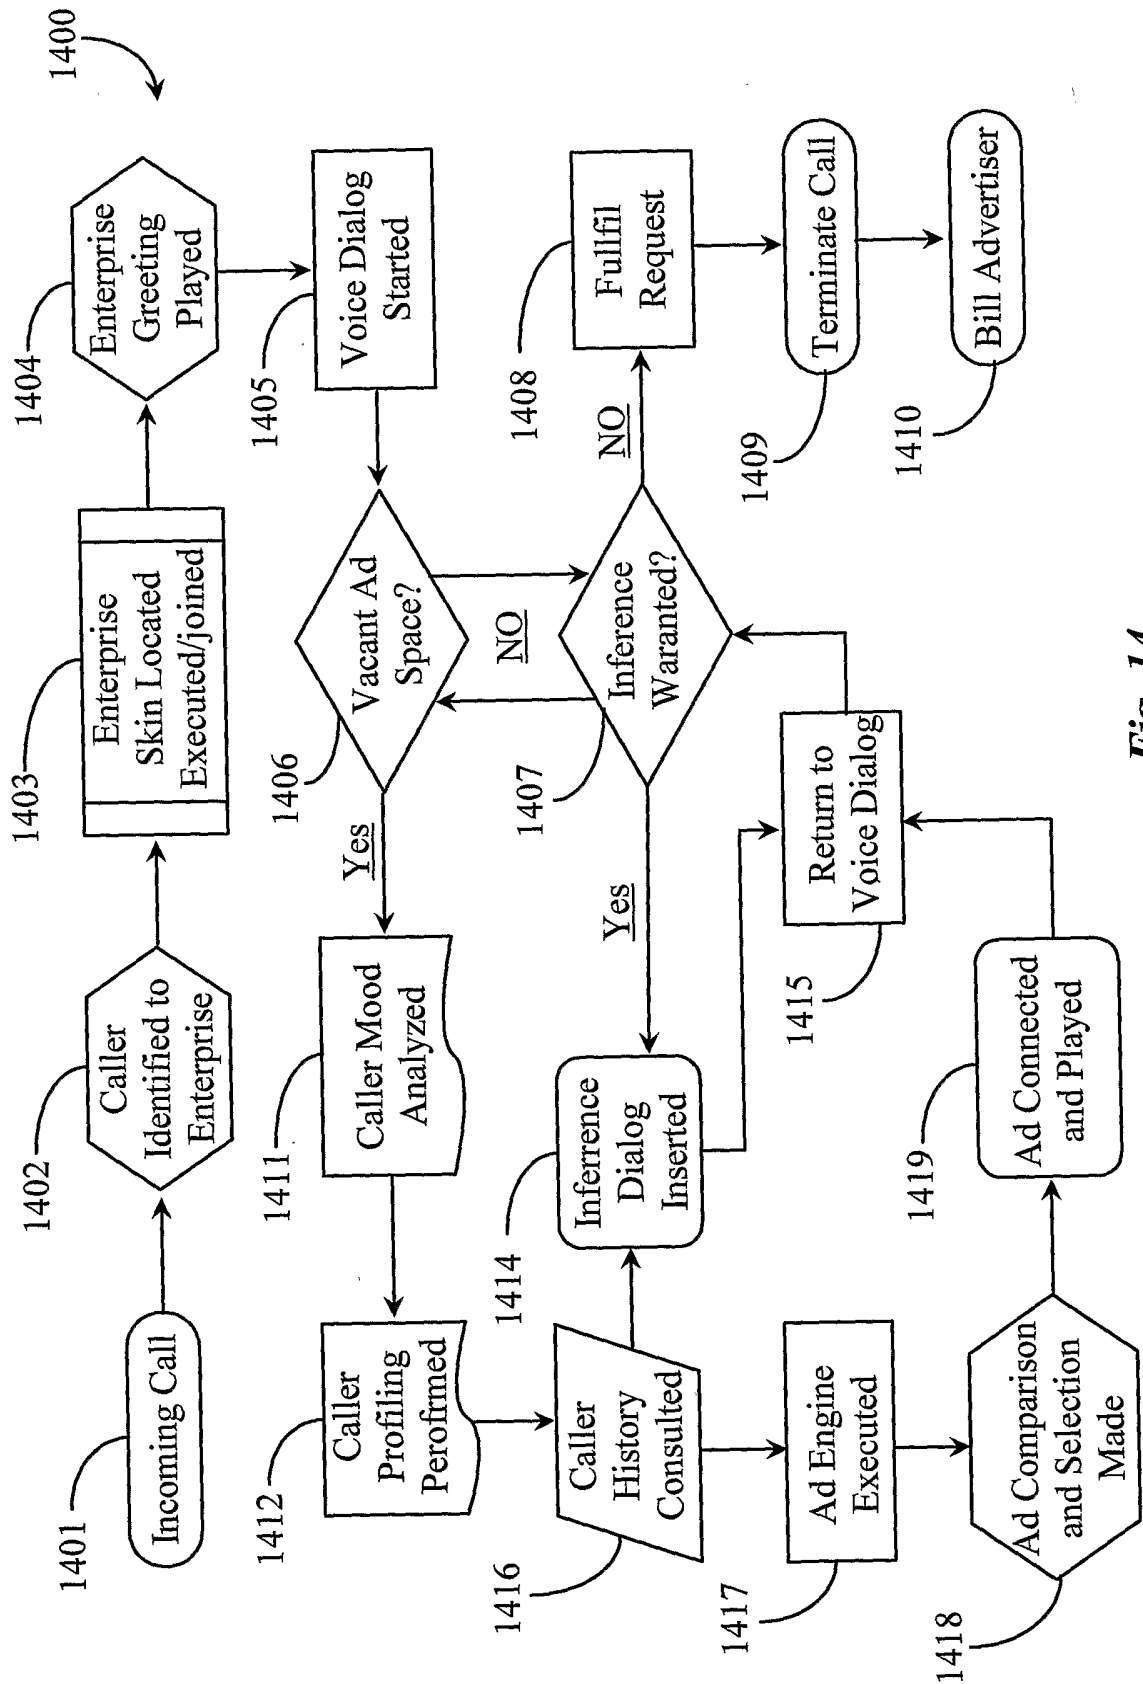 1400
1401
Incoming Call
1402
Caller
Identified to
Enterprise
1403
Enterprise
Skin Located
Executed/joined
1404
Enterprise
Greeting
Played
1405
Voice Dialog
Started
1406
Vacant Ad
Space?
Yes
NO
1411
Caller Mood
Analyzed
1412
Caller
Profiling
Perofrmed
1416
Caller
History
Consulted
1414
Inferrence
Dialog
Inserted
Yes
1407
Inference
Waranted?
NO
1408
Fullfil
Request
1409
Terminate Call
1410
Bill Advertiser
1415
Return to
Voice Dialog
1417
Ad Engine
Executed
1418
Ad Comparison
and Selection
Made
1419
Ad Connected
and Played
Fig. 14